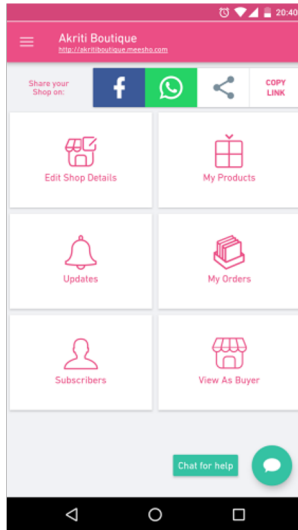 20:40
Akriti Boutique
http://akritiboutique.meesho.com
Share your
Shop on:
COPY
LINK
Edit Shop Details
My Products
Updates
My Orders
Subscribers
View As Buyer
Chat for help